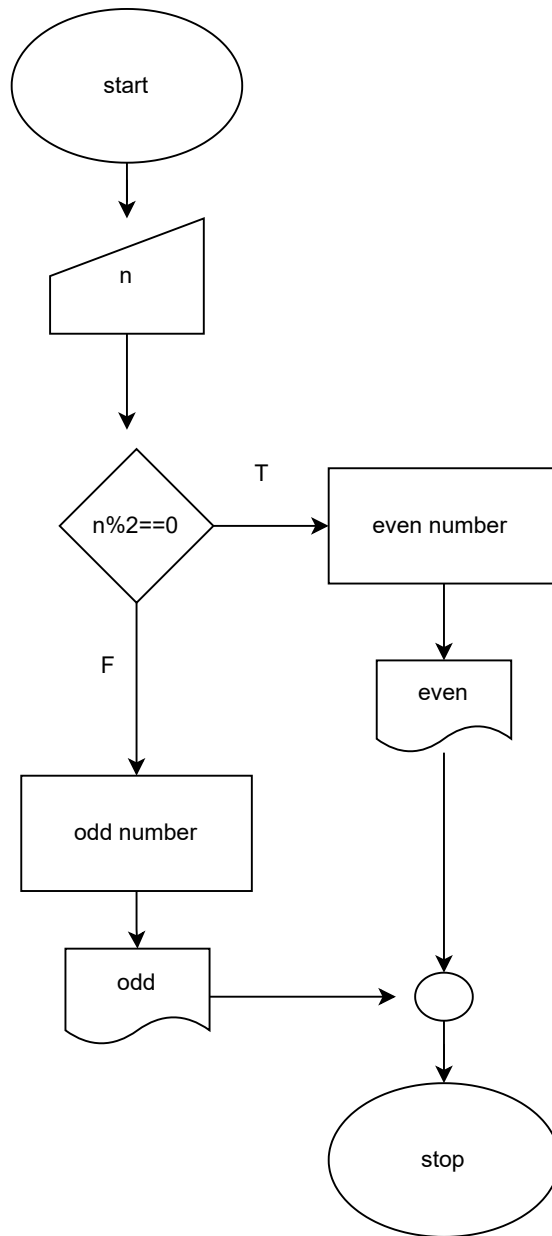 start
n
T
n%2==0
even number
F
even
odd number
odd
stop